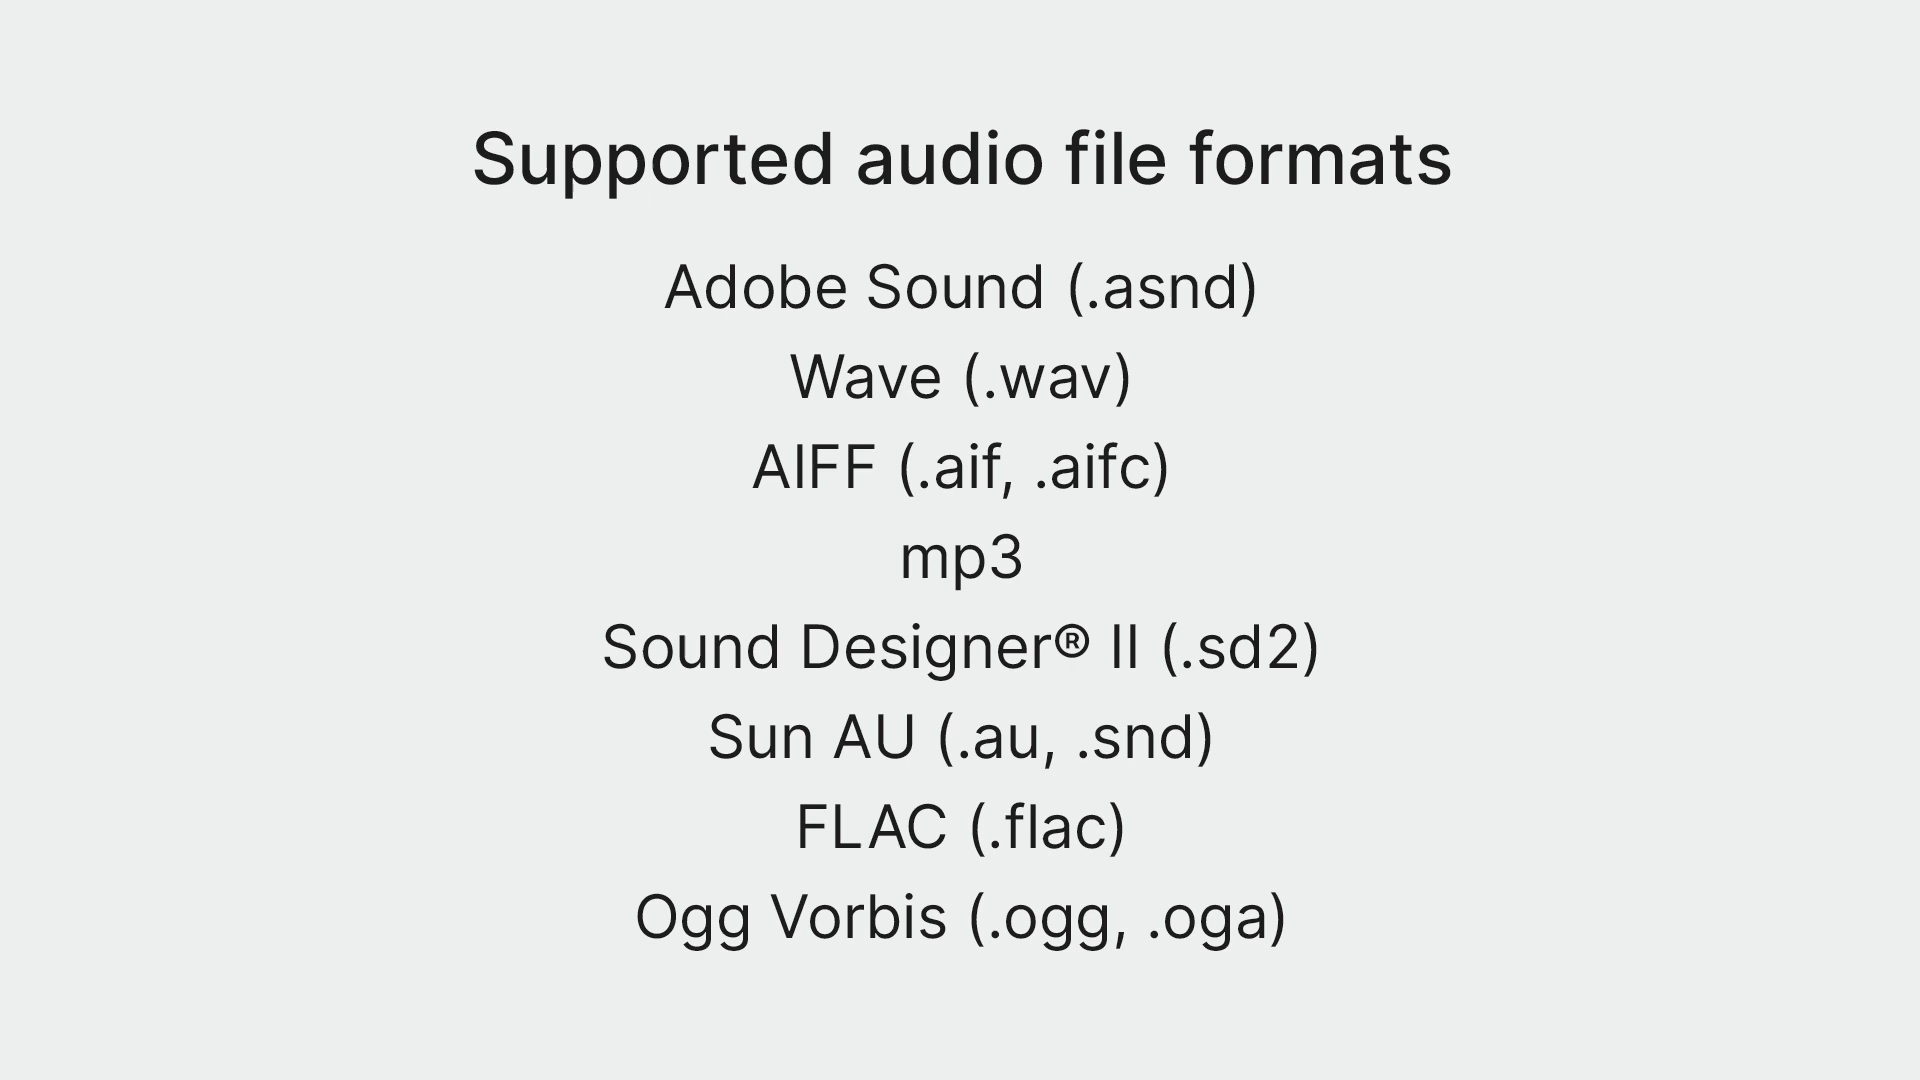 Supported audio file formats
Adobe Sound (.asnd)
Wave (.wav)
AIFF (.aif, .aifc)
mp3
Sound Designer® II (.sd2)
Sun AU (.au, .snd)
FLAC (.flac)
Ogg Vorbis (.ogg, .oga)